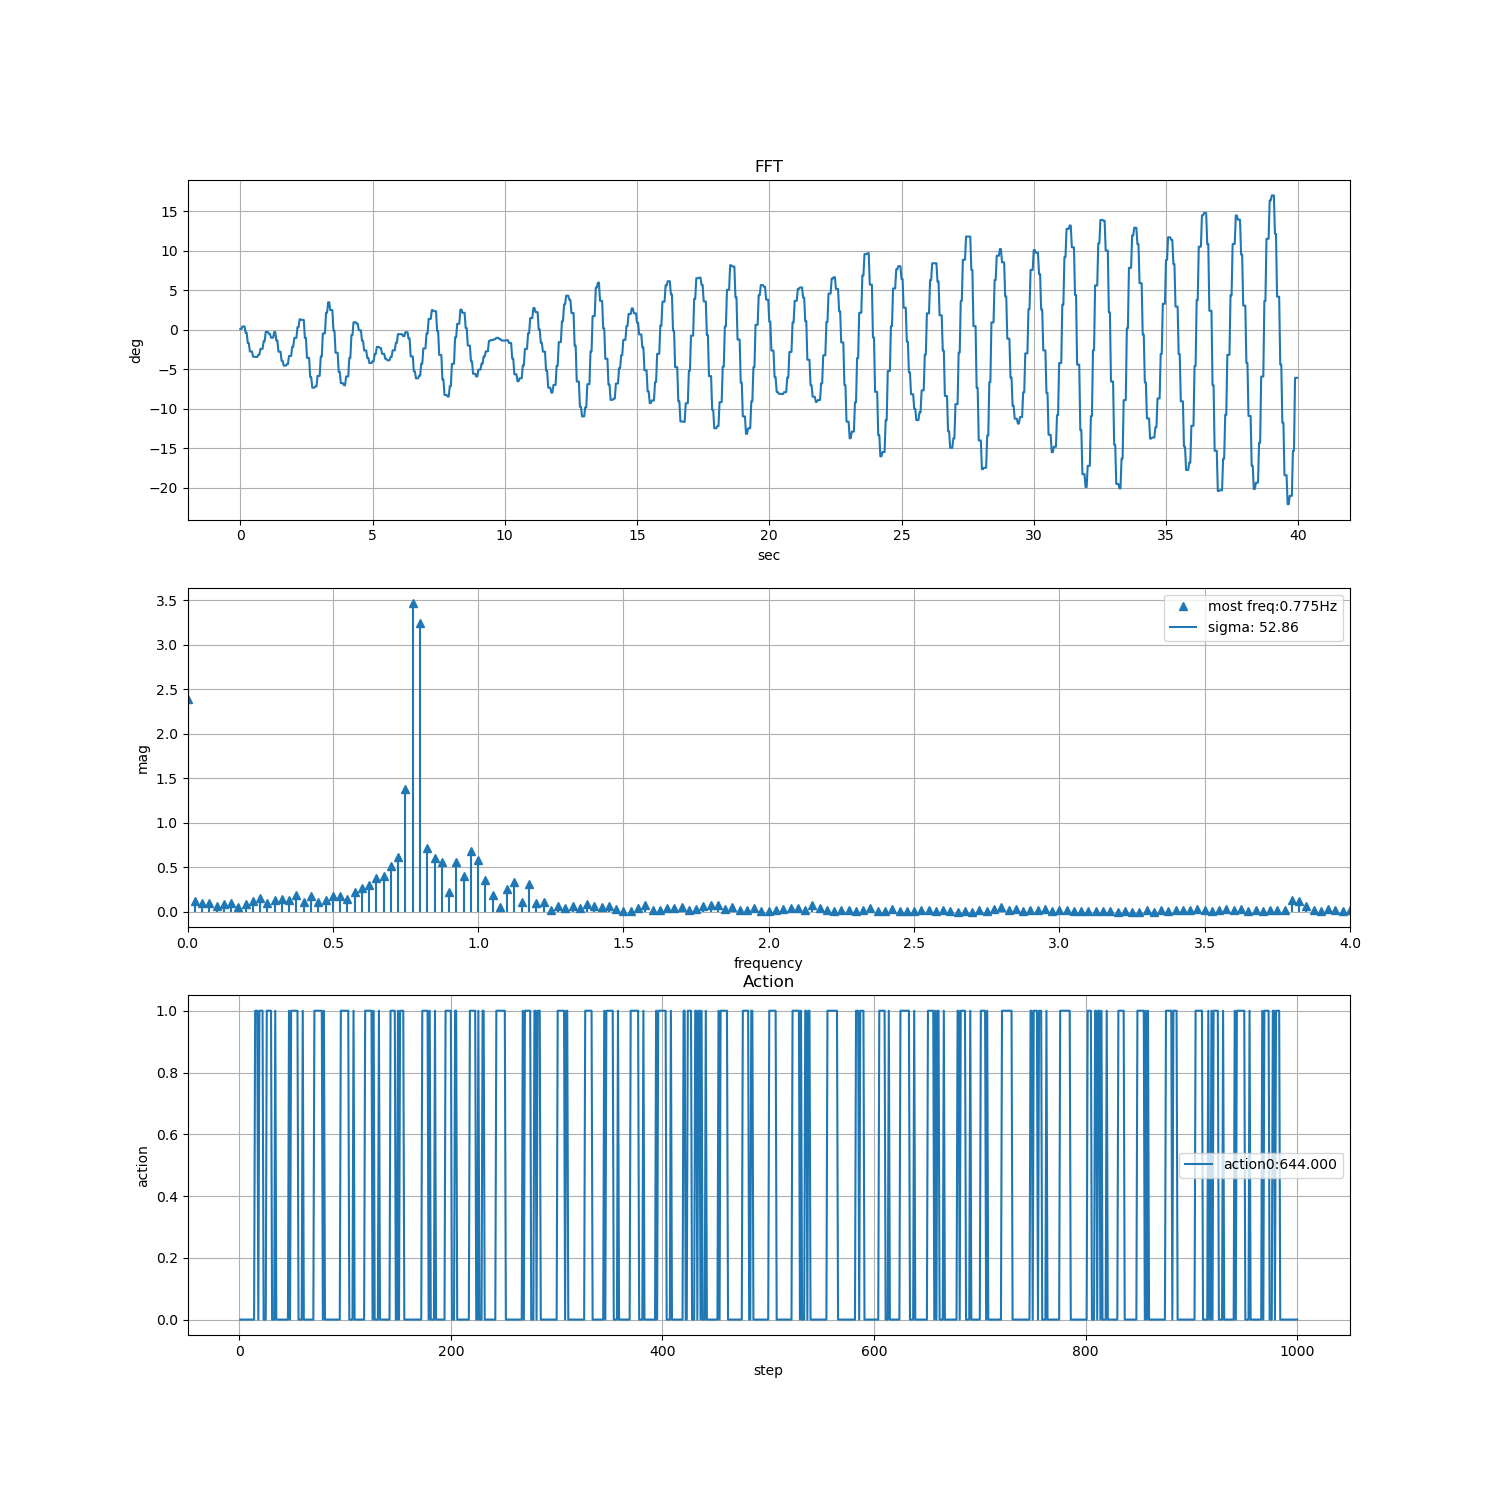 FFT
15
10
5
0
−5
−10
−15
−20
deg
0 5 10 15 20 25 30 35 40
sec
3.5
3.0
2.5
2.0
1.5
1.0
0.5
0.0
mag
most freq:0.775Hz
sigma: 52.86
0.0 0.5 1.0 1.5 2.0 2.5 3.0 3.5 4.0
frequency
Action
1.0
0.8
0.6
0.4
0.2
0.0
action
action0:644.000
0 200 400 600 800 1000
step